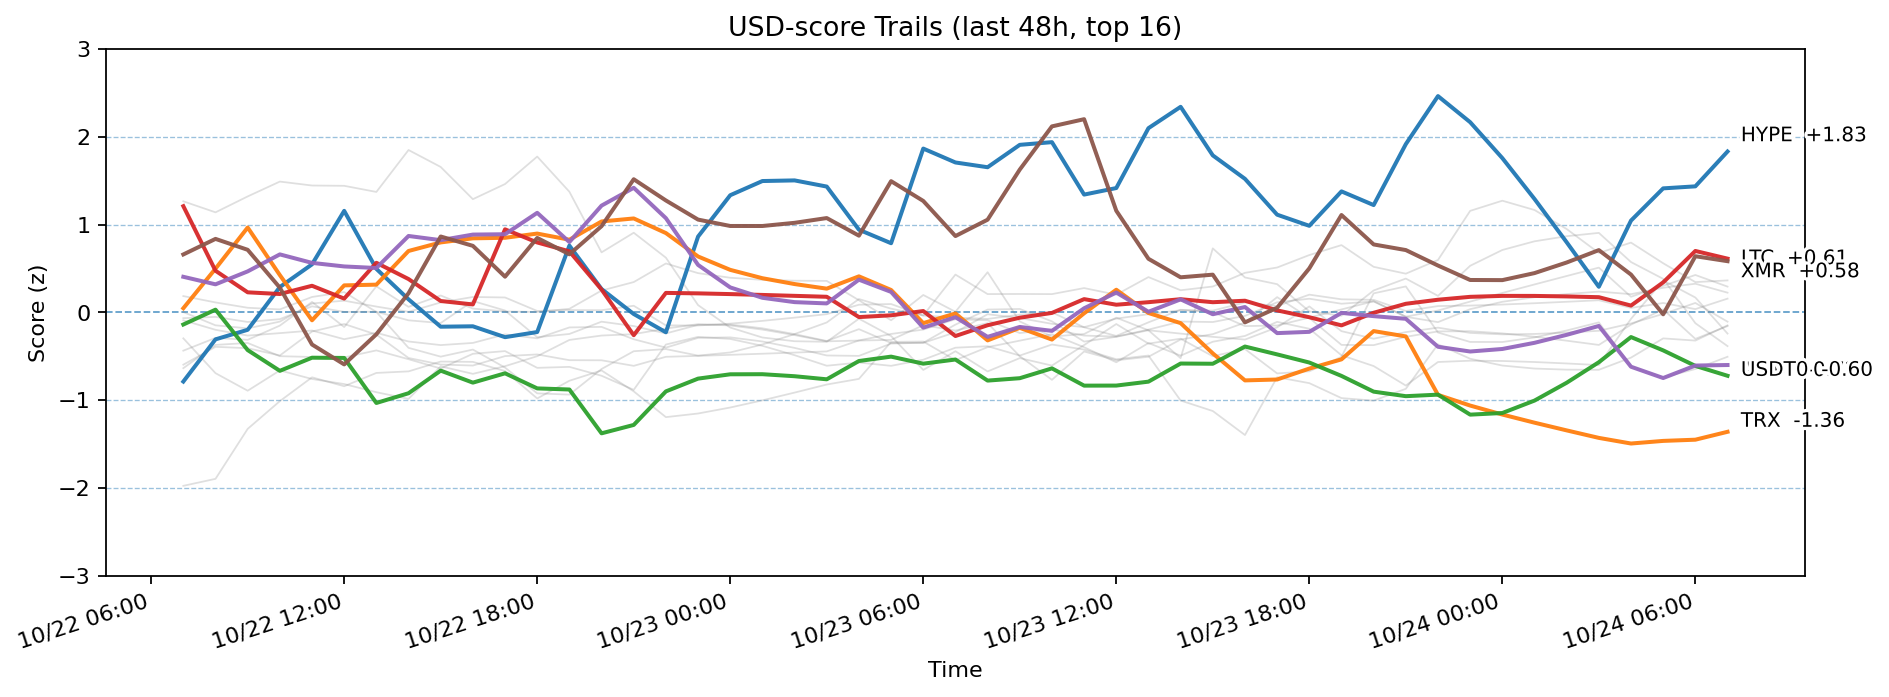 USD-score Trails (last 48h, top 16)
3
2
1
0
−1
−2
−3
Score (z)
HYPE +1.83
LTC +0.61
XMR +0.58
USDT0 -0.60
TRX -1.36
10/22 06:00
10/22 12:00
10/22 18:00
10/23 00:00
10/23 06:00
10/23 12:00
10/23 18:00
10/24 00:00
10/24 06:00
Time